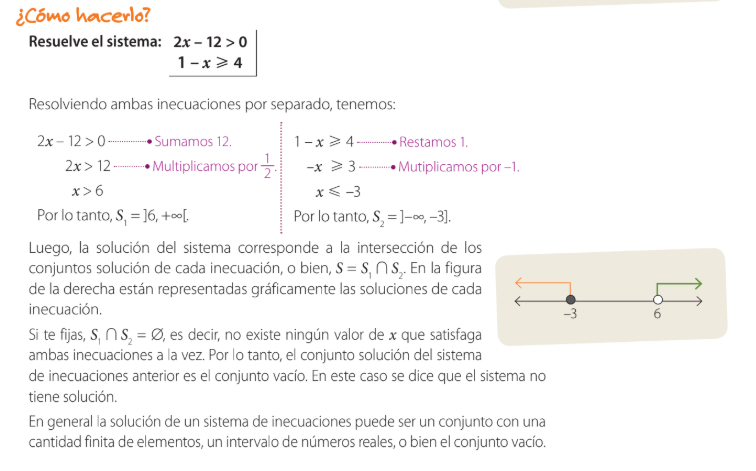 ¿Cómo hacerlo?
Resuelve el sistema: 2x – 12 > 0
1 – x ⩾ 4
Resolviendo ambas inecuaciones por separado, tenemos:
2x – 12 > 0 Sumamos 12.
2x > 12 Multiplicamos por 1/2.
x > 6
Por lo tanto, S₁ = ]6, +∞[.
1 – x ⩾ 4 Restamos 1.
–x ⩾ 3 Mutiplicamos por –1.
x ⩽ –3
Por lo tanto, S₂ = ]–∞, –3].
Luego, la solución del sistema corresponde a la intersección de los
conjuntos solución de cada inecuación, o bien, S = S₁ ⋂ S₂. En la figura
de la derecha están representadas gráficamente las soluciones de cada
inecuación.
–3 6
Si te fijas, S₁ ⋂ S₂ = ∅, es decir, no existe ningún valor de x que satisfaga
ambas inecuaciones a la vez. Por lo tanto, el conjunto solución del sistema
de inecuaciones anterior es el conjunto vacío. En este caso se dice que el sistema no
tiene solución.
En general la solución de un sistema de inecuaciones puede ser un conjunto con una
cantidad finita de elementos, un intervalo de números reales, o bien el conjunto vacío.